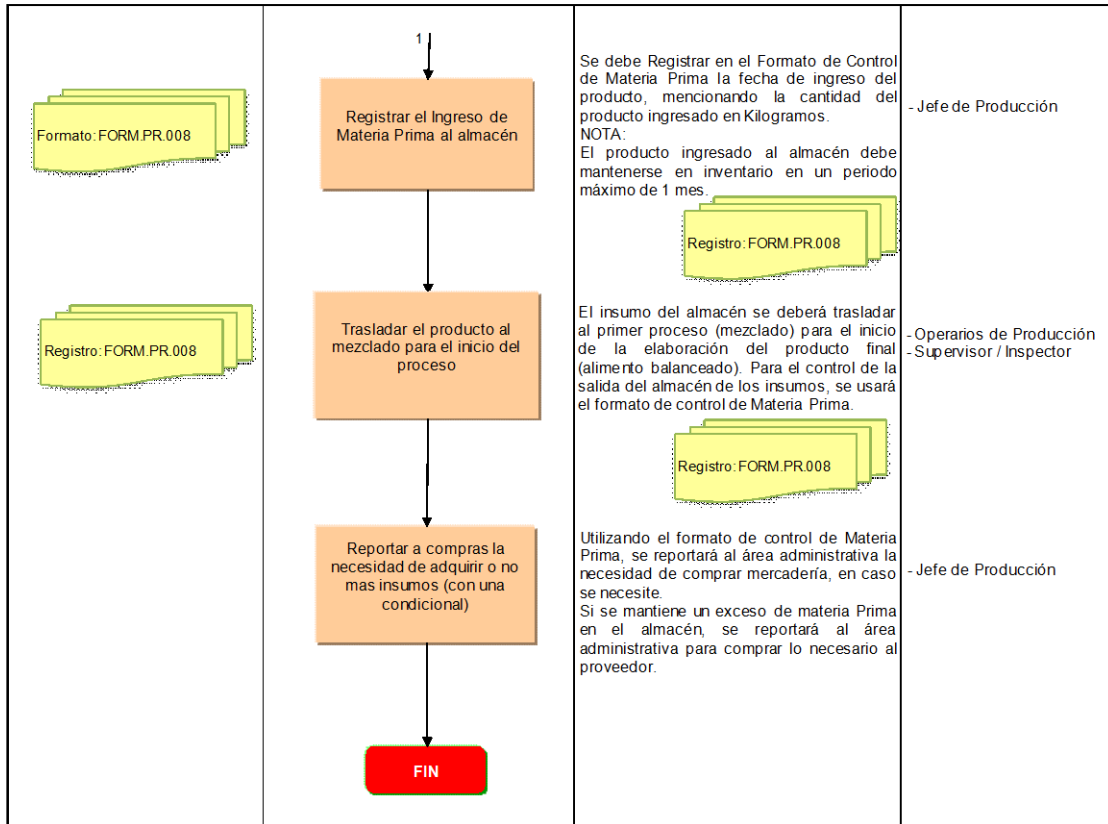 1
Formato: FORM.PR.008
Registrar el Ingreso de
Materia Prima al almacén
Se debe Registrar en el Formato de Control
de Materia Prima la fecha de ingreso del
producto, mencionando la cantidad del
producto ingresado en Kilogramos.
NOTA:
El producto ingresado al almacén debe
mantenerse en inventario en un periodo
máximo de 1 mes.
Registro: FORM.PR.008
- Jefe de Producción
Registro: FORM.PR.008
Trasladar el producto al
mezclado para el inicio del
proceso
El insumo del almacén se deberá trasladar
al primer proceso (mezclado) para el inicio
de la elaboración del producto final
(alimento balanceado). Para el control de la
salida del almacén de los insumos, se usará
el formato de control de Materia Prima.
Registro: FORM.PR.008
- Operarios de Producción
- Supervisor / Inspector
Reportar a compras la
necesidad de adquirir o no
mas insumos (con una
condicional)
Utilizando el formato de control de Materia
Prima, se reportará al área administrativa la
necesidad de comprar mercadería, en caso
se necesite.
Si se mantiene un exceso de materia Prima
en el almacén, se reportará al área
administrativa para comprar lo necesario al
proveedor.
- Jefe de Producción
FIN